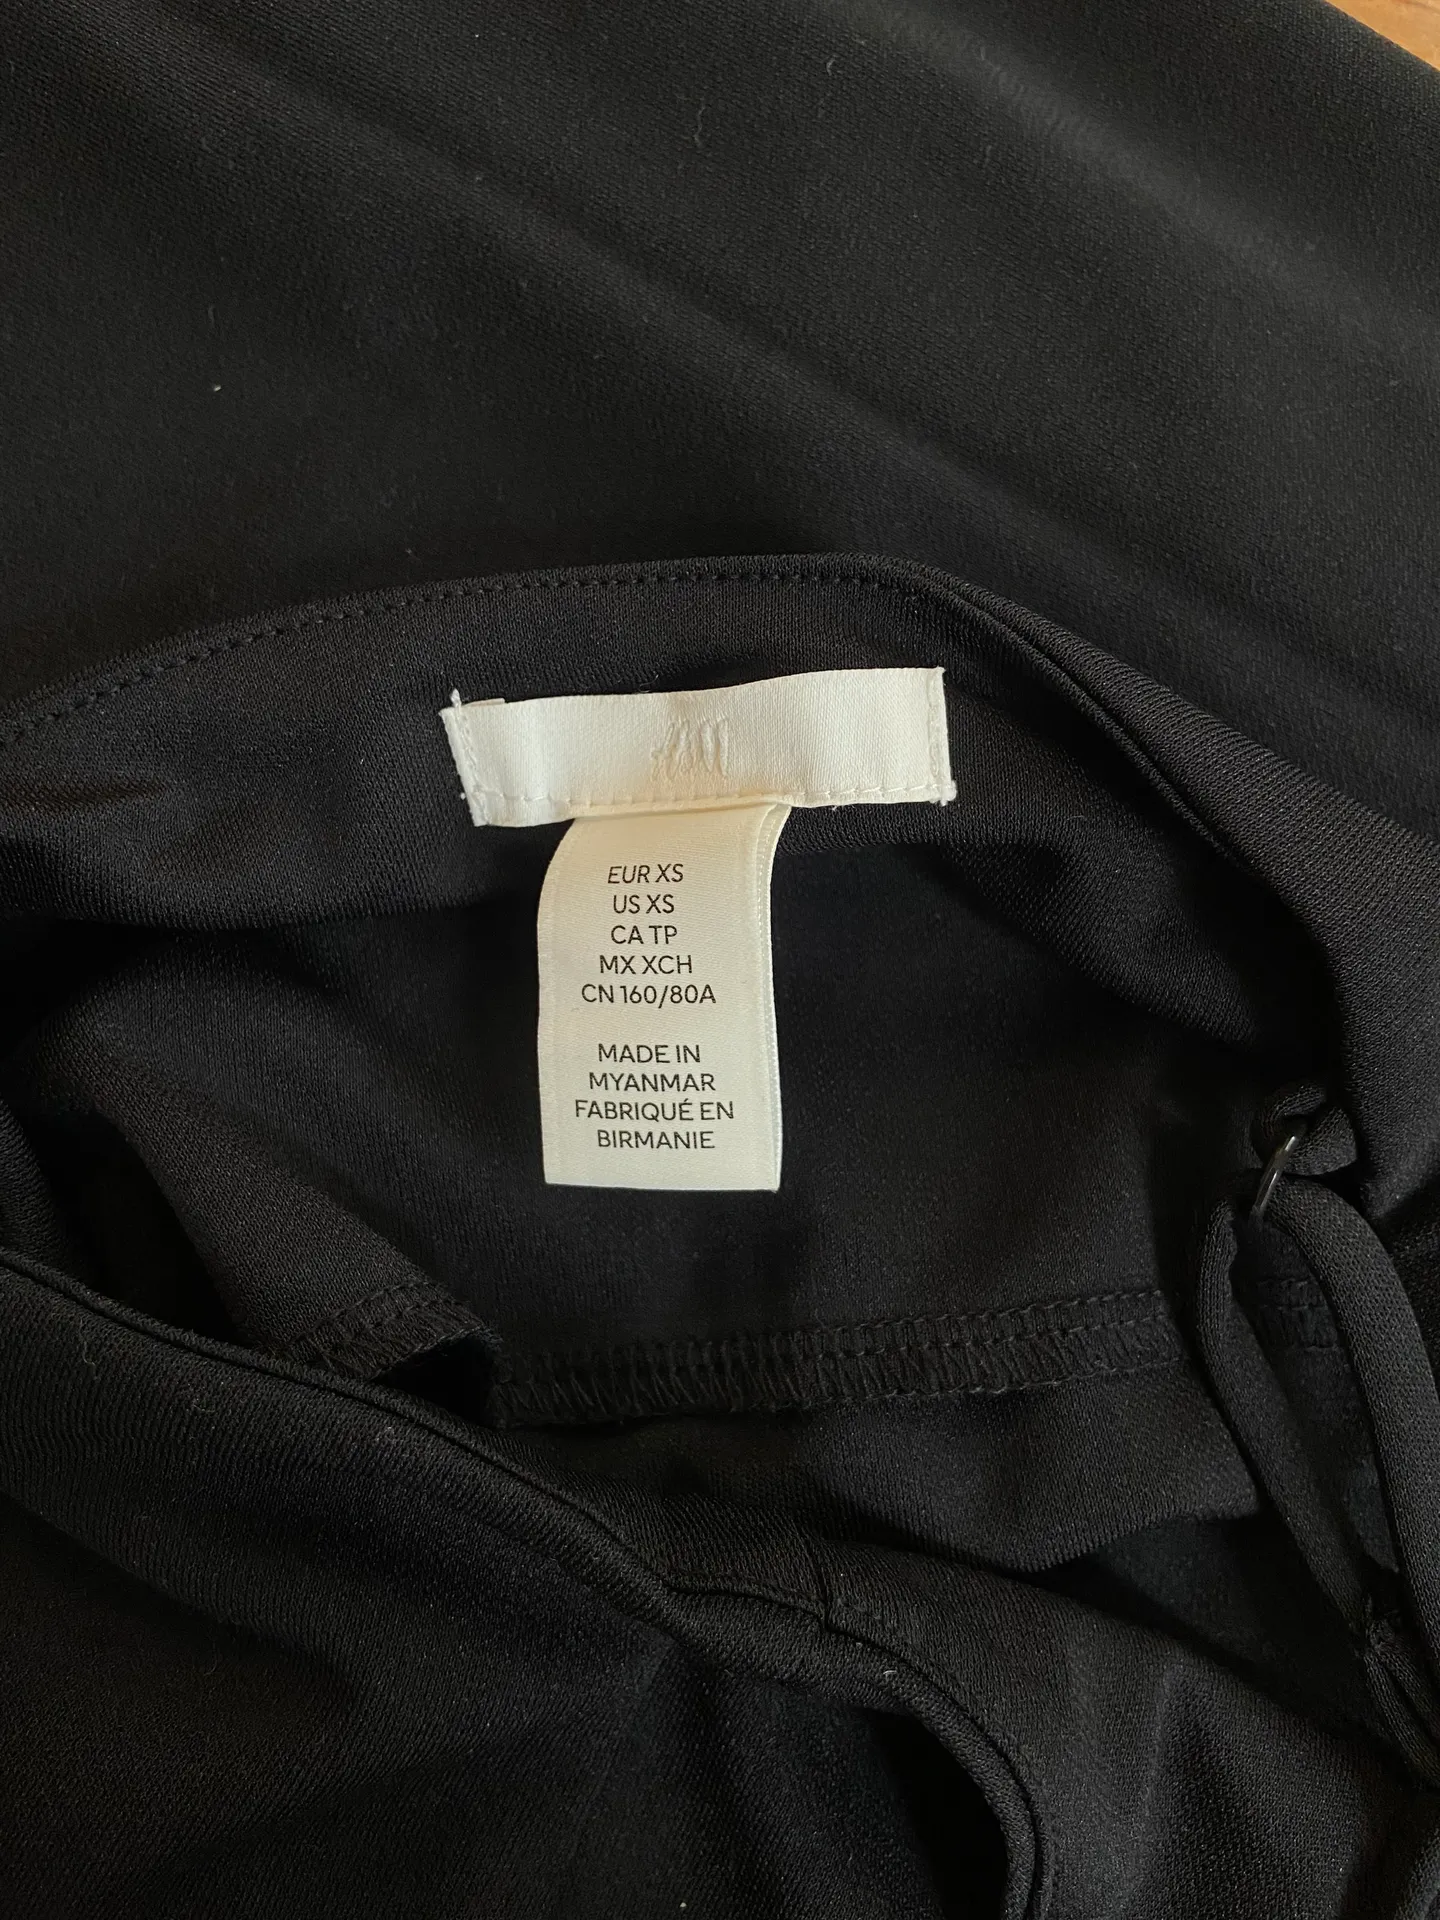 H&M
EUR XS
US XS
CA TP
MX XCH
CN 160/80A
MADE IN
MYANMAR
FABRIQUÉ EN
BIRMANIE